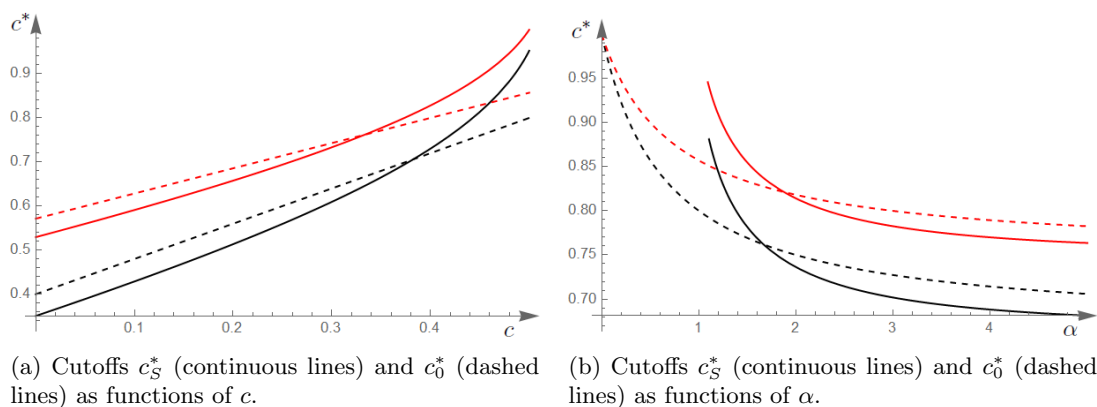 c*
0.9
0.8
0.7
0.6
0.5
0.4
0.1 0.2 0.3 0.4 c
c*
0.95
0.90
0.85
0.80
0.75
0.70
1 2 3 4 α
(a) Cutoffs c*_S (continuous lines) and c*_0 (dashed
lines) as functions of c.
(b) Cutoffs c*_S (continuous lines) and c*_0 (dashed
lines) as functions of α.